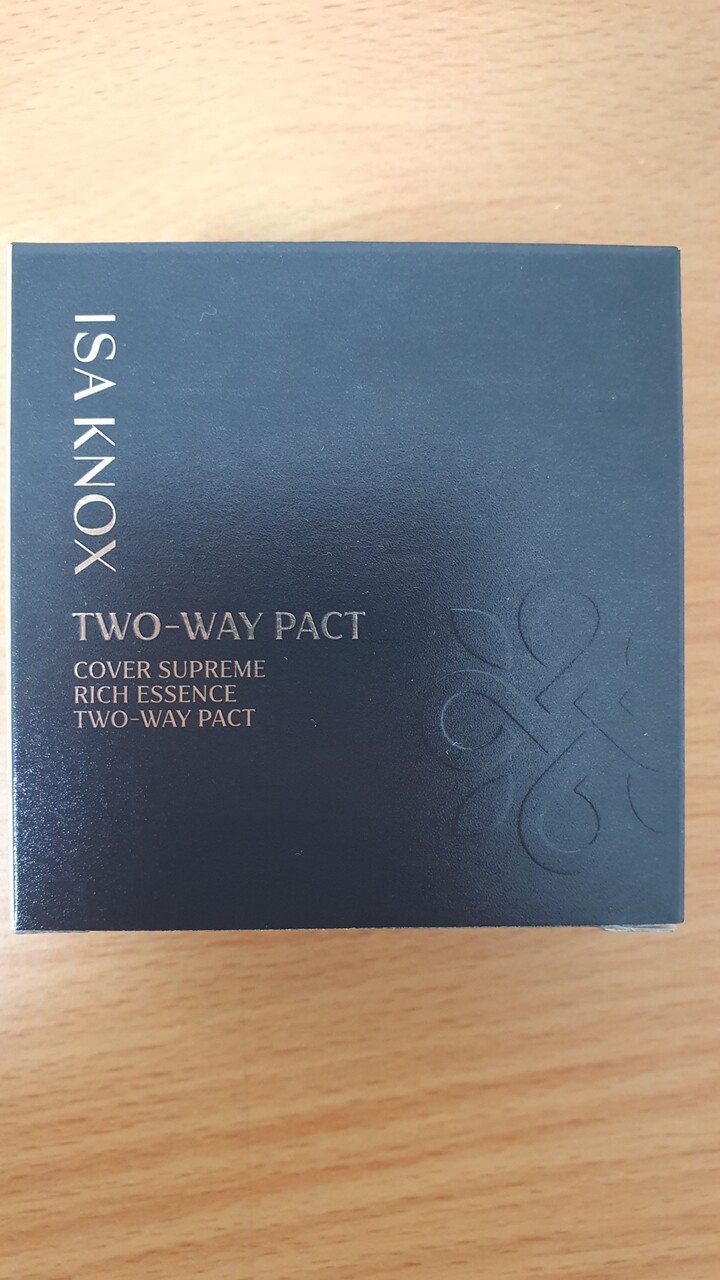 ISA KNOX
TWO-WAY PACT
COVER SUPREME
RICH ESSENCE
TWO-WAY PACT